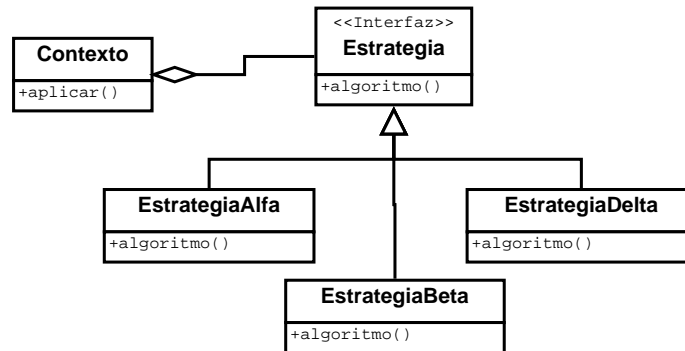 <<Interfaz>>
Contexto
Estrategia
+aplicar()
+algoritmo()
EstrategiaAlfa
EstrategiaDelta
+algoritmo()
+algoritmo()
EstrategiaBeta
+algoritmo()